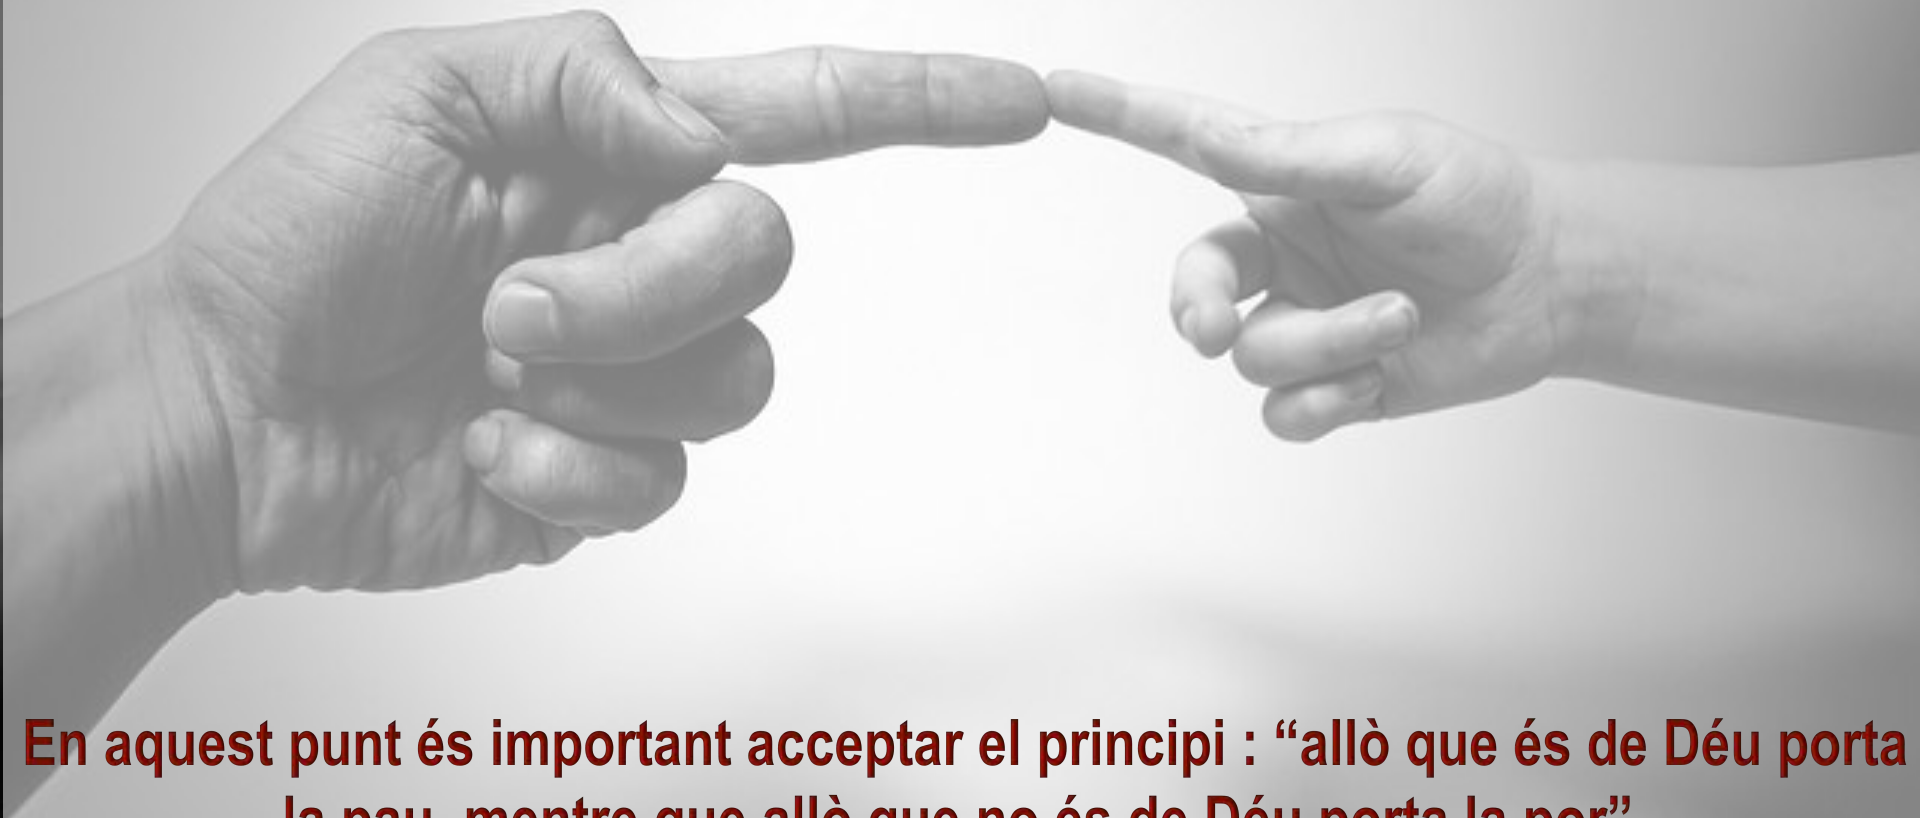 En aquest punt és important acceptar el principi : “allò que és de Déu porta
la pau, mentre que allò que no és de Déu porta la por”